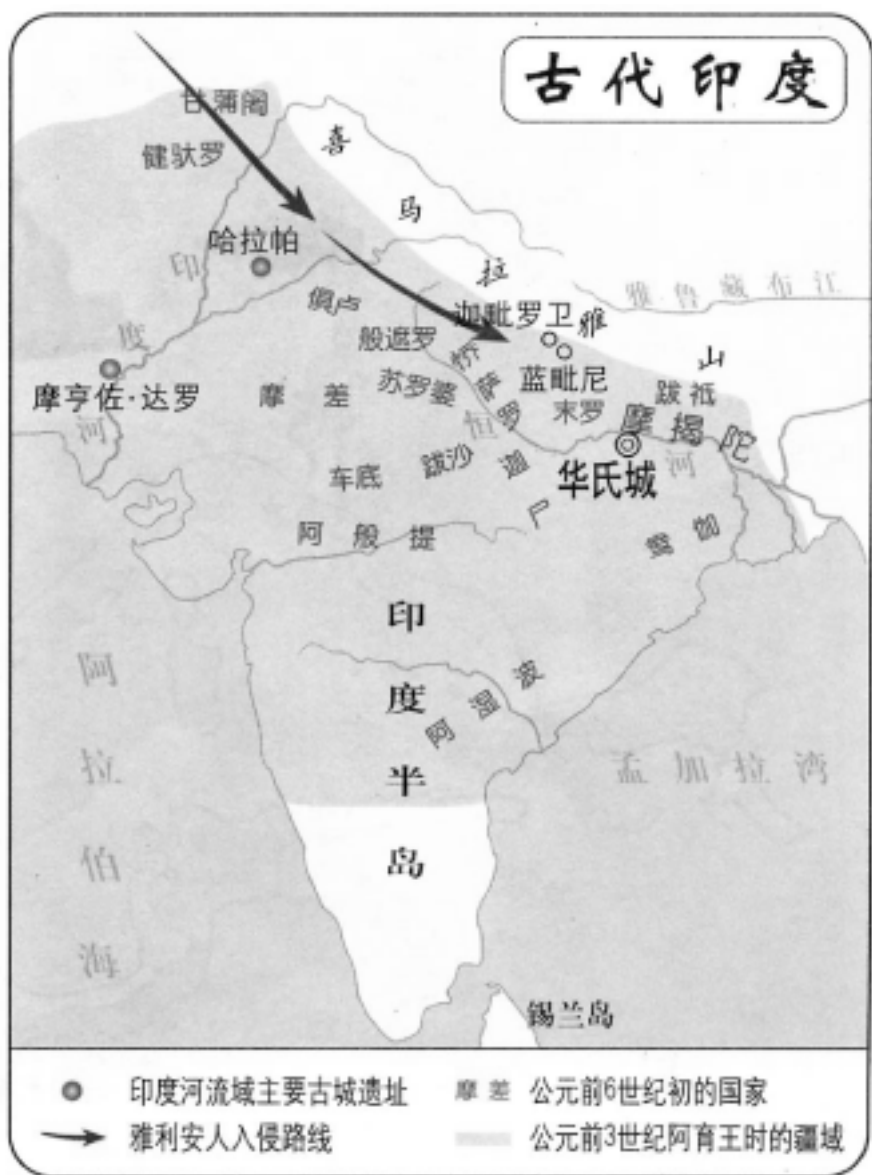 古代印度
甘蒲阇
健驮罗
喜马拉雅山
哈拉帕
印度河
雅鲁藏布江
俱卢
迦毗罗卫
般遮罗
蓝毗尼
摩亨佐·达罗
摩差
苏罗婆
憍萨罗
末罗
跋祇
摩揭陀
恒河
华氏城
车底
跋沙
迦尸
阿般提
鸯伽
印度半岛
阿湿波
阿拉伯海
孟加拉湾
锡兰岛
印度河流域主要古城遗址
摩差 公元前6世纪初的国家
雅利安人入侵路线
公元前3世纪阿育王时的疆域